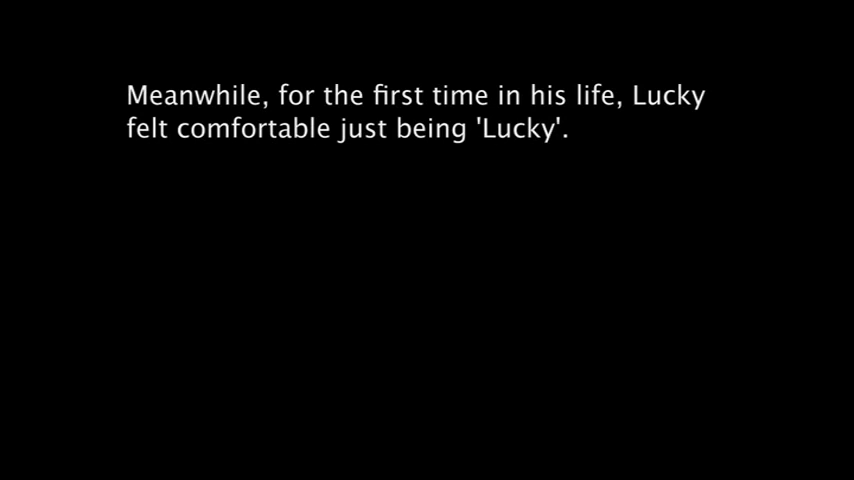 Meanwhile, for the first time in his life, Lucky
felt comfortable just being 'Lucky'.